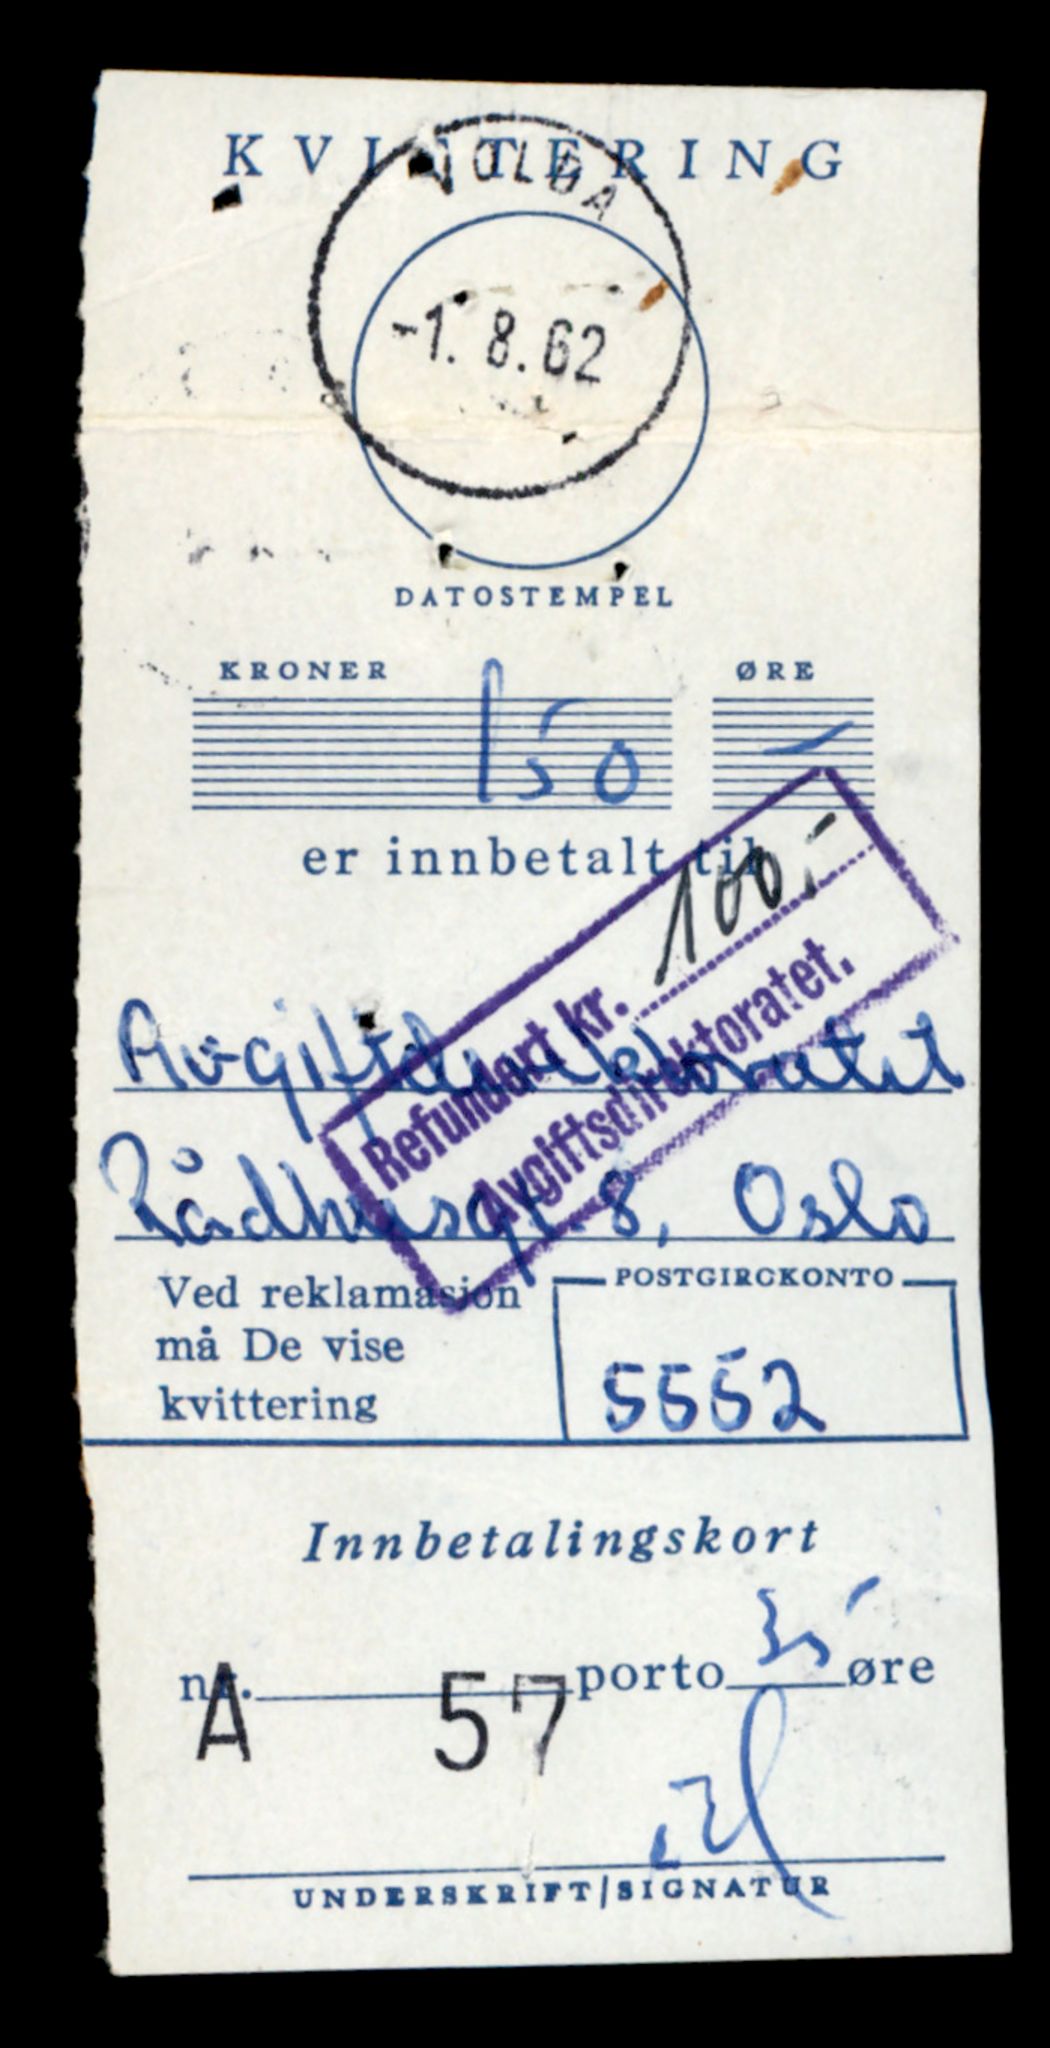 KVITTERING
VOLDA
-1. 8. 62
DATOSTEMPEL
KRONER ØRE
150 –
er innbetalt til
Refundert kr. 100,-
Avgiftsdirektoratet.
Avgiftsdirektoratet
Rådhusgt. 8, Oslo
Ved reklamasjon
må De vise
kvittering
POSTGIROKONTO
5552
Innbetalingskort
nr. porto 35 øre
A 57
UNDERSKRIFT/SIGNATUR